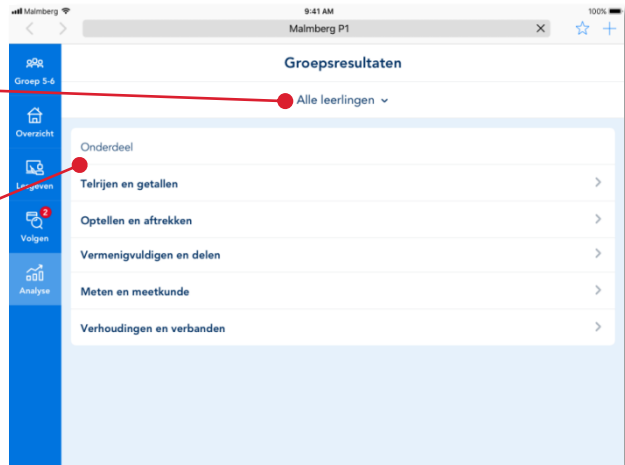 Malmberg
9:41 AM
100%
Malmberg P1
Groep 5-6
Overzicht
Lesgeven
2
Volgen
Analyse
Groepsresultaten
Alle leerlingen
Onderdeel
Telrijen en getallen
Optellen en aftrekken
Vermenigvuldigen en delen
Meten en meetkunde
Verhoudingen en verbanden